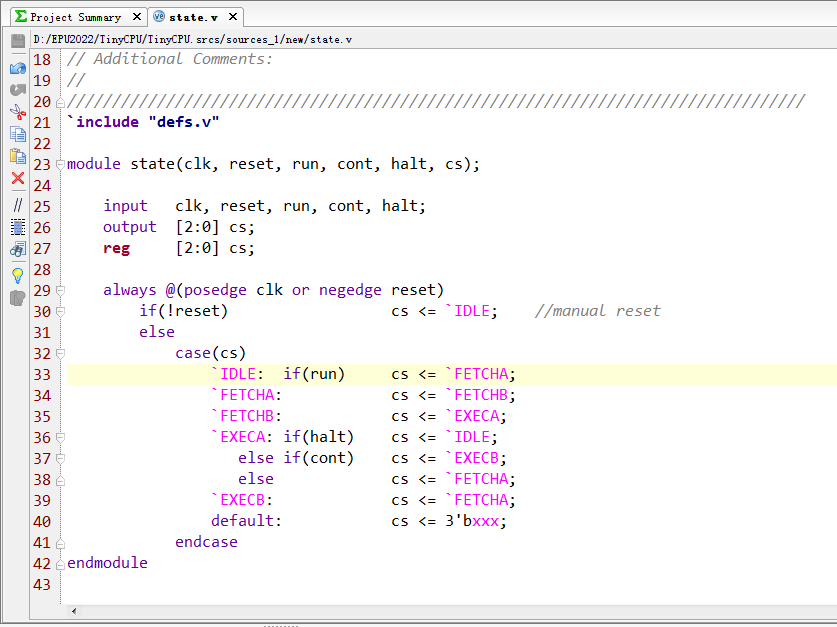 Project Summary × state.v ×
D:/EPU2022/TinyCPU/TinyCPU.srcs/sources_1/new/state.v
18 // Additional Comments:
19 //
20 //////////////////////////////////////////////////////////////////////////////////
21 `include "defs.v"
22
23 module state(clk, reset, run, cont, halt, cs);
24
25     input   clk, reset, run, cont, halt;
26     output  [2:0] cs;
27     reg     [2:0] cs;
28
29     always @(posedge clk or negedge reset)
30         if(!reset)                  cs <= `IDLE;    //manual reset
31         else
32             case(cs)
33                 `IDLE:  if(run)     cs <= `FETCHA;
34                 `FETCHA:            cs <= `FETCHB;
35                 `FETCHB:            cs <= `EXECA;
36                 `EXECA: if(halt)    cs <= `IDLE;
37                    else if(cont)    cs <= `EXECB;
38                    else             cs <= `FETCHA;
39                 `EXECB:             cs <= `FETCHA;
40                 default:            cs <= 3'bxxx;
41             endcase
42 endmodule
43